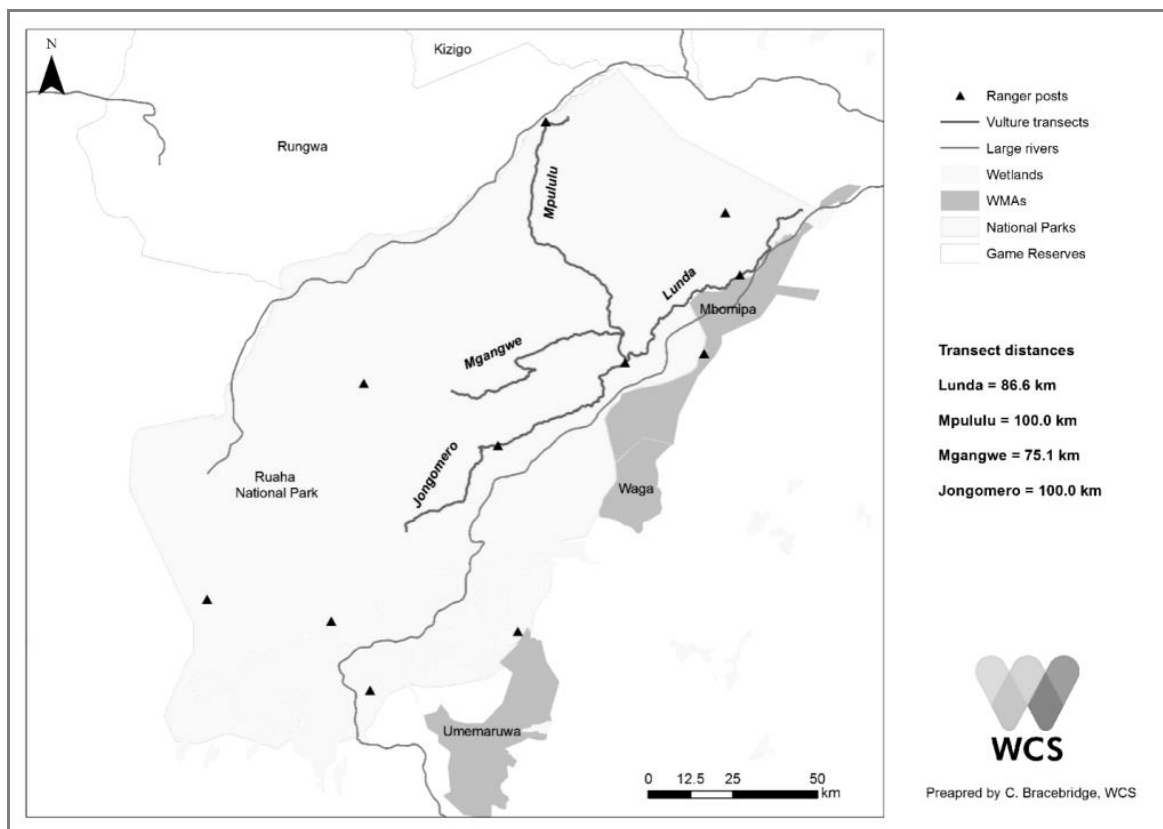 N
Kizigo
Rungwa
Mpululu
Lunda
Mbomipa
Mgangwe
Jongomero
Ruaha
National Park
Waga
Umemaruwa
0 12.5 25 50
km
Ranger posts
Vulture transects
Large rivers
Wetlands
WMAs
National Parks
Game Reserves
Transect distances
Lunda = 86.6 km
Mpululu = 100.0 km
Mgangwe = 75.1 km
Jongomero = 100.0 km
WCS
Preapred by C. Bracebridge, WCS